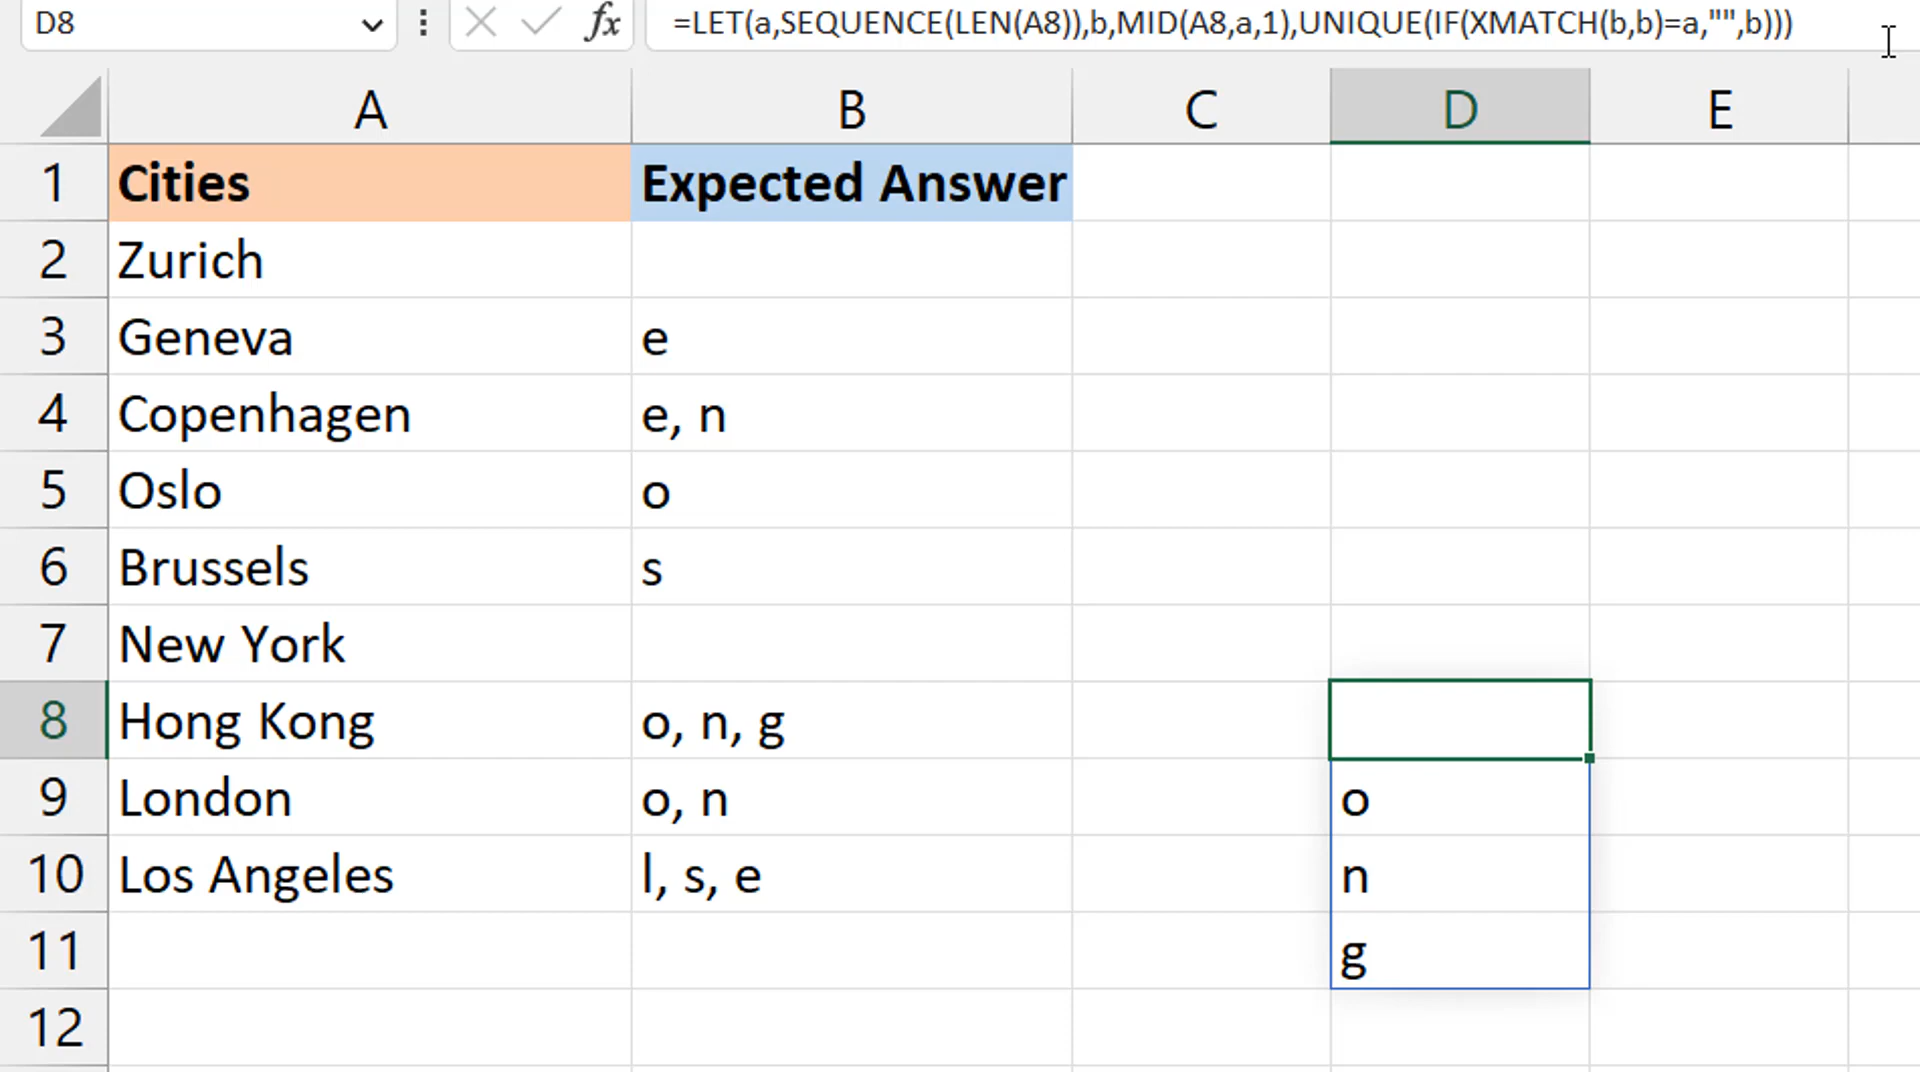 D8 fx =LET(a,SEQUENCE(LEN(A8)),b,MID(A8,a,1),UNIQUE(IF(XMATCH(b,b)=a,"",b)))
A B C D E
1 Cities Expected Answer
2 Zurich
3 Geneva e
4 Copenhagen e, n
5 Oslo o
6 Brussels s
7 New York
8 Hong Kong o, n, g
9 London o, n o
10 Los Angeles l, s, e n
11 g
12